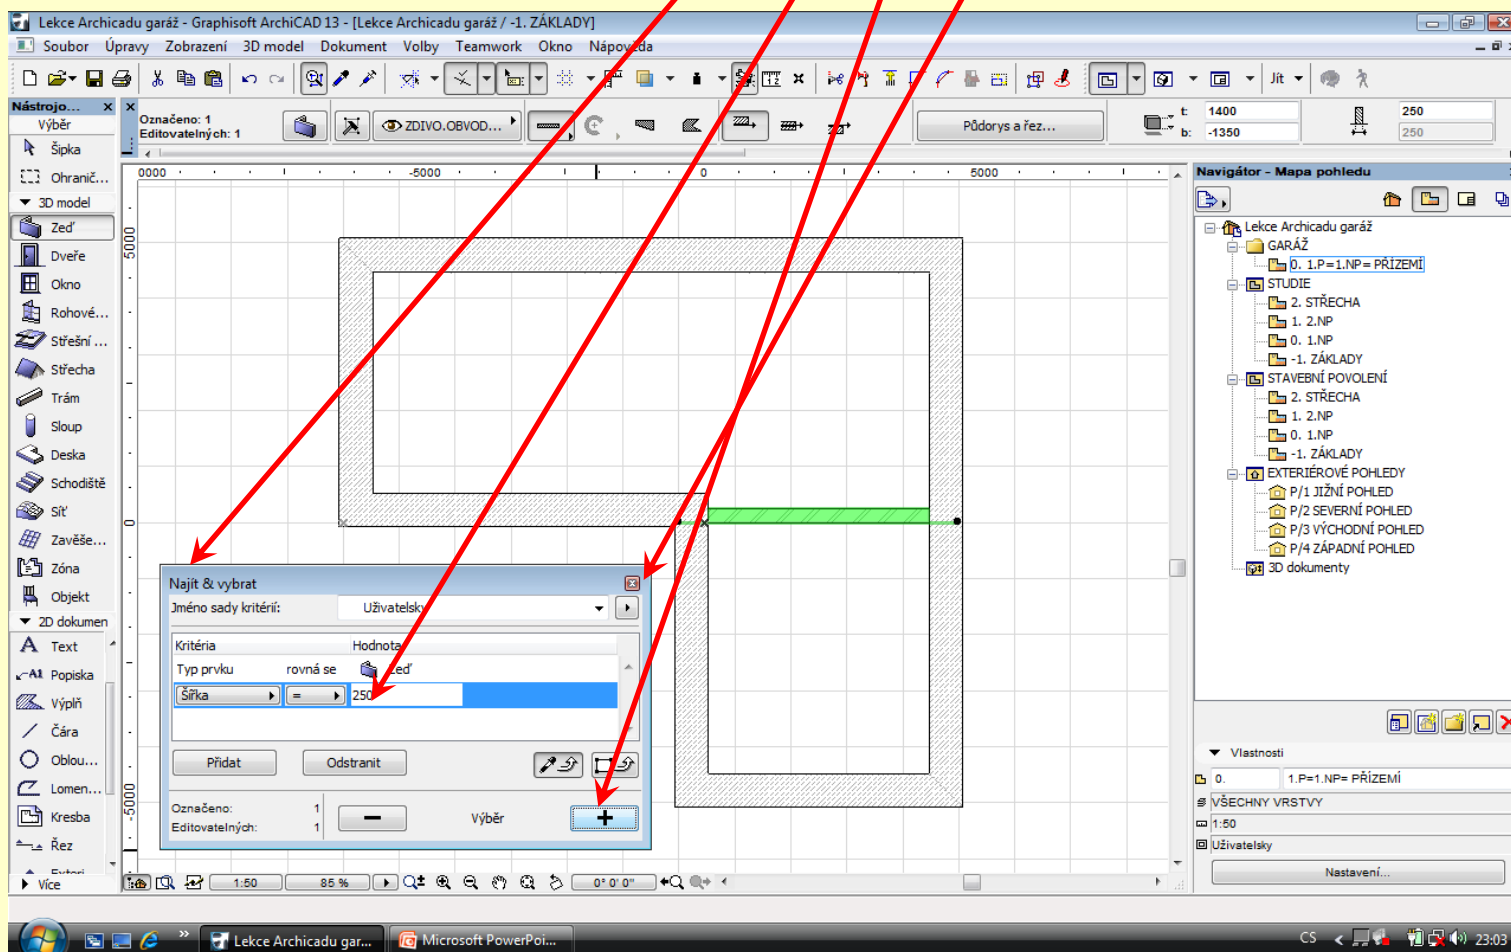 Lekce Archicadu garáž - Graphisoft ArchiCAD 13 - [Lekce Archicadu garáž / -1. ZÁKLADY]
Soubor Úpravy Zobrazení 3D model Dokument Volby Teamwork Okno Nápověda
Jít
Nástrojo...
Výběr
Šipka
Ohranič...
3D model
Zeď
Dveře
Okno
Rohové...
Střešní ...
Střecha
Trám
Sloup
Deska
Schodiště
Síť
Zavěše...
Zóna
Objekt
2D dokumen
Text
A1 Popiska
Výplň
Čára
Oblou...
Lomen...
Kresba
Řez
Více
Označeno: 1
Editovatelných: 1
ZDIVO.OBVOD...
Půdorys a řez...
t: 1400
b: -1350
250
250
0000 -5000 0 5000
5000
0
-5000
Najít & vybrat
Jméno sady kritérií: Uživatelsky
Kritéria Hodnota
Typ prvku rovná se Zeď
Šířka = 250
Přidat Odstranit
Označeno: 1
Editovatelných: 1
Výběr
1:50 85 % 0° 0' 0"
Navigátor - Mapa pohledu
Lekce Archicadu garáž
GARÁŽ
0. 1.P=1.NP= PŘÍZEMÍ
STUDIE
2. STŘECHA
1. 2.NP
0. 1.NP
-1. ZÁKLADY
STAVEBNÍ POVOLENÍ
2. STŘECHA
1. 2.NP
0. 1.NP
-1. ZÁKLADY
EXTERIÉROVÉ POHLEDY
P/1 JIŽNÍ POHLED
P/2 SEVERNÍ POHLED
P/3 VÝCHODNÍ POHLED
P/4 ZÁPADNÍ POHLED
3D dokumenty
Vlastnosti
0. 1.P=1.NP= PŘÍZEMÍ
VŠECHNY VRSTVY
1:50
Uživatelsky
Nastavení...
Lekce Archicadu gar...
Microsoft PowerPoi...
CS
23:03